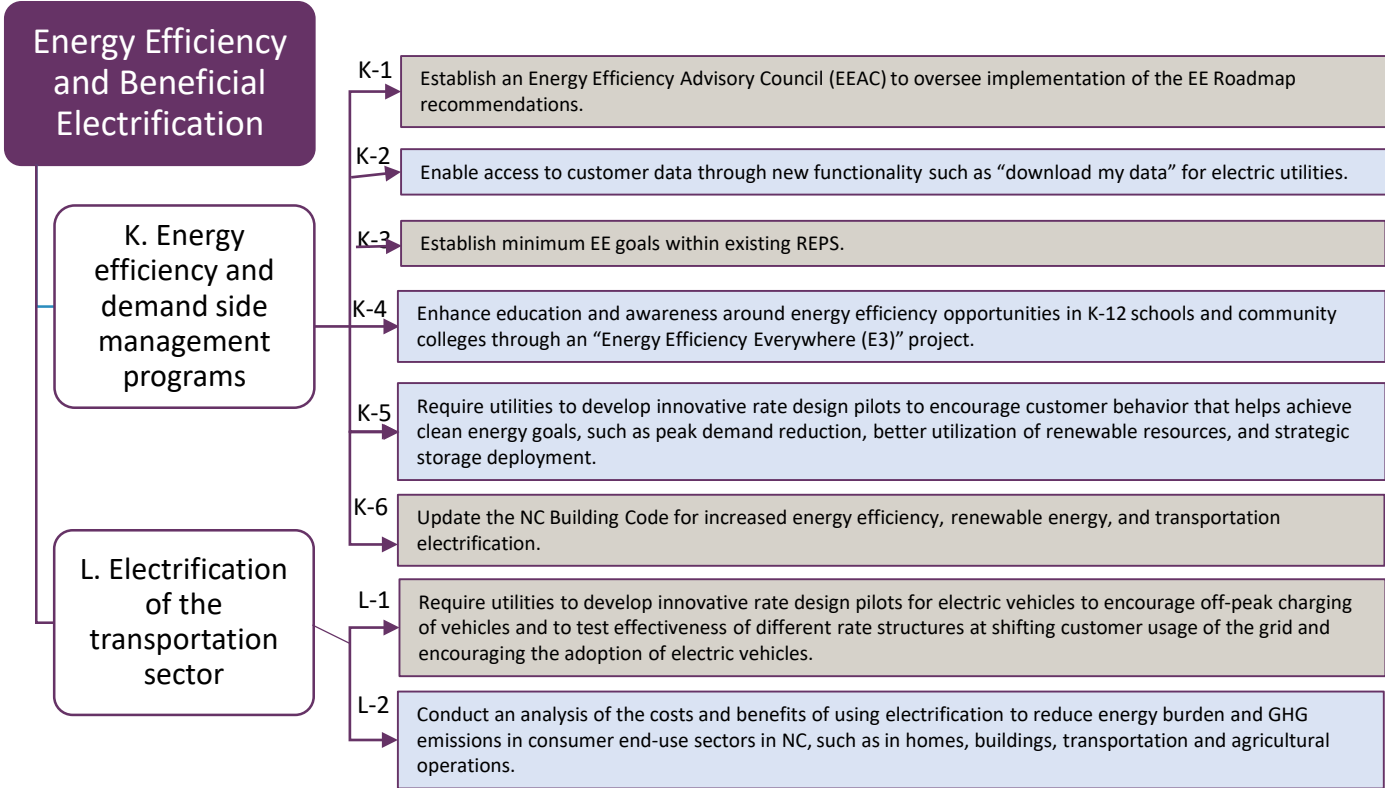 Energy Efficiency
and Beneficial
Electrification
K. Energy
efficiency and
demand side
management
programs
K-1
Establish an Energy Efficiency Advisory Council (EEAC) to oversee implementation of the EE Roadmap
recommendations.
K-2
Enable access to customer data through new functionality such as “download my data” for electric utilities.
K-3
Establish minimum EE goals within existing REPS.
K-4
Enhance education and awareness around energy efficiency opportunities in K-12 schools and community
colleges through an “Energy Efficiency Everywhere (E3)” project.
K-5
Require utilities to develop innovative rate design pilots to encourage customer behavior that helps achieve
clean energy goals, such as peak demand reduction, better utilization of renewable resources, and strategic
storage deployment.
K-6
Update the NC Building Code for increased energy efficiency, renewable energy, and transportation
electrification.
L. Electrification
of the
transportation
sector
L-1
Require utilities to develop innovative rate design pilots for electric vehicles to encourage off-peak charging
of vehicles and to test effectiveness of different rate structures at shifting customer usage of the grid and
encouraging the adoption of electric vehicles.
L-2
Conduct an analysis of the costs and benefits of using electrification to reduce energy burden and GHG
emissions in consumer end-use sectors in NC, such as in homes, buildings, transportation and agricultural
operations.